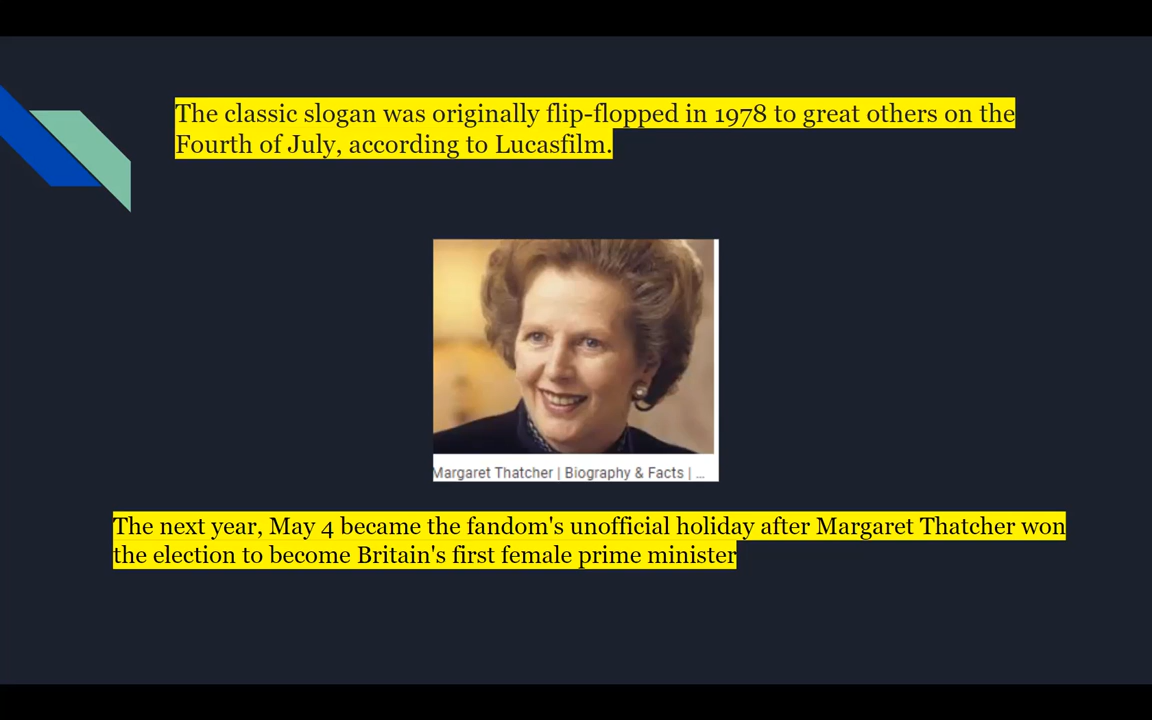 The classic slogan was originally flip-flopped in 1978 to great others on the
Fourth of July, according to Lucasfilm.
Margaret Thatcher | Biography & Facts | ...
The next year, May 4 became the fandom's unofficial holiday after Margaret Thatcher won
the election to become Britain's first female prime minister